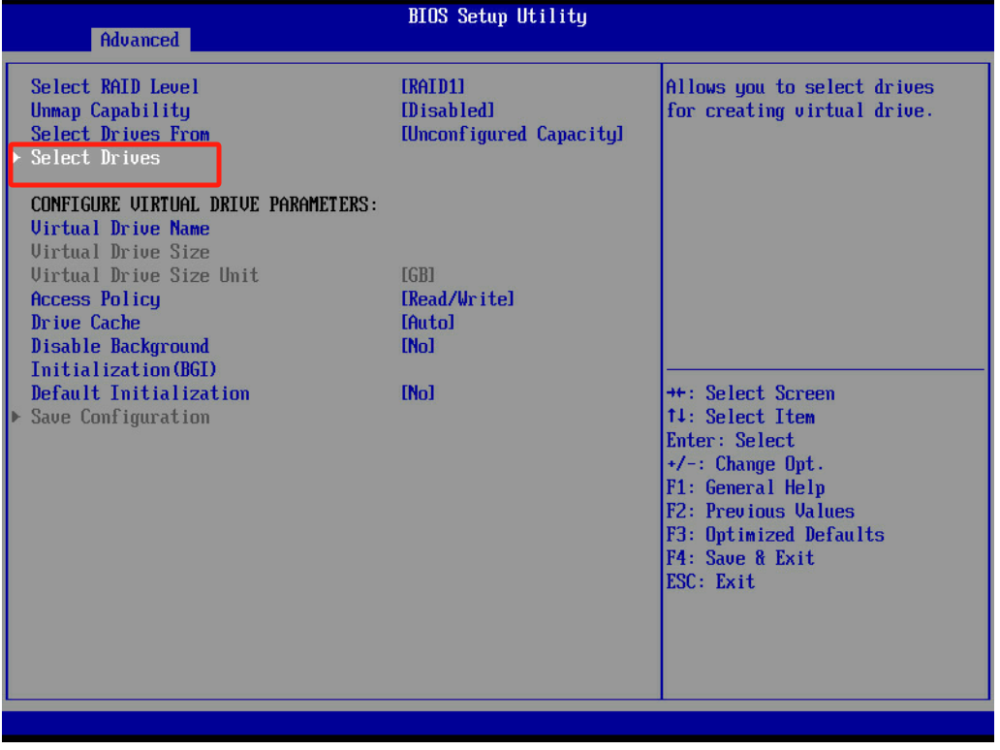 BIOS Setup Utility
Advanced
Select RAID Level [RAID1]
Unmap Capability [Disabled]
Select Drives From [Unconfigured Capacity]
Select Drives
CONFIGURE VIRTUAL DRIVE PARAMETERS:
Virtual Drive Name
Virtual Drive Size
Virtual Drive Size Unit [GB]
Access Policy [Read/Write]
Drive Cache [Auto]
Disable Background [No]
Initialization(BGI)
Default Initialization [No]
Save Configuration
Allows you to select drives
for creating virtual drive.
→←: Select Screen
↑↓: Select Item
Enter: Select
+/-: Change Opt.
F1: General Help
F2: Previous Values
F3: Optimized Defaults
F4: Save & Exit
ESC: Exit